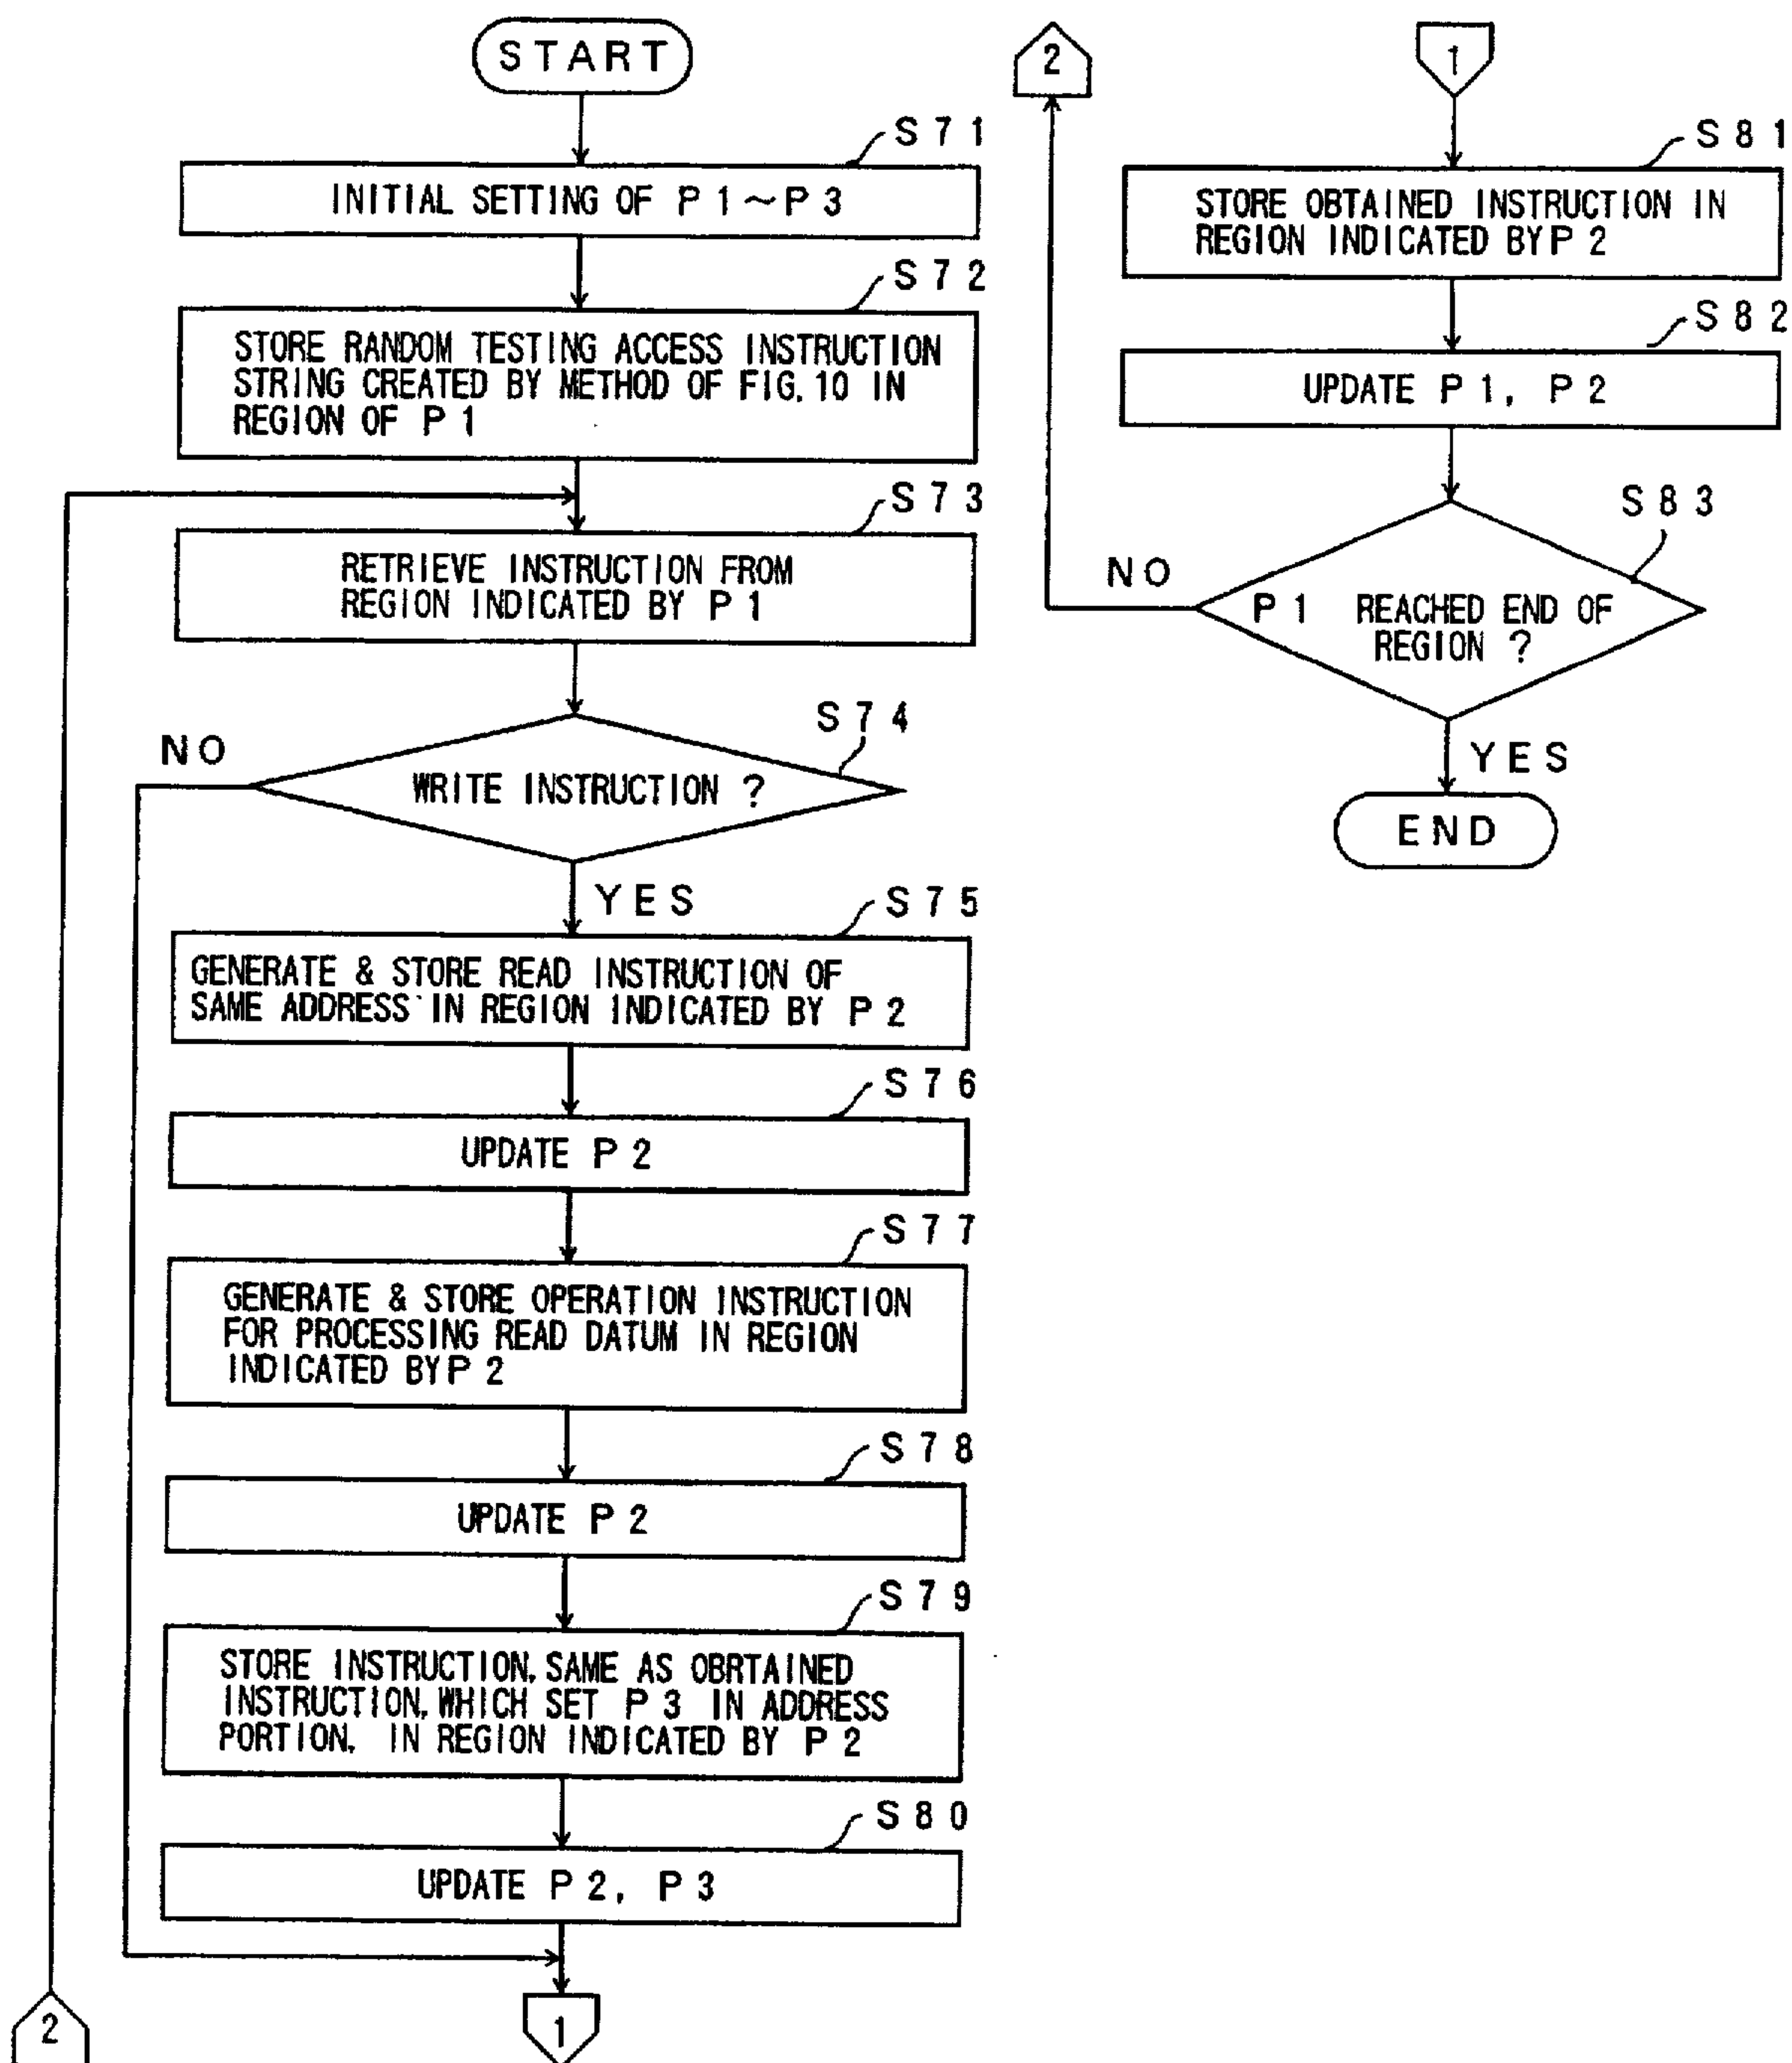 START
S71
INITIAL SETTING OF P1~P3
S72
STORE RANDOM TESTING ACCESS INSTRUCTION
STRING CREATED BY METHOD OF FIG.10 IN
REGION OF P1
S73
RETRIEVE INSTRUCTION FROM
REGION INDICATED BY P1
S74
NO
WRITE INSTRUCTION ?
YES
S75
GENERATE & STORE READ INSTRUCTION OF
SAME ADDRESS IN REGION INDICATED BY P2
S76
UPDATE P2
S77
GENERATE & STORE OPERATION INSTRUCTION
FOR PROCESSING READ DATUM IN REGION
INDICATED BY P2
S78
UPDATE P2
S79
STORE INSTRUCTION, SAME AS OBRTAINED
INSTRUCTION, WHICH SET P3 IN ADDRESS
PORTION, IN REGION INDICATED BY P2
S80
UPDATE P2, P3
2
1
2
1
S81
STORE OBTAINED INSTRUCTION IN
REGION INDICATED BY P2
S82
UPDATE P1, P2
S83
NO
P1 REACHED END OF
REGION ?
YES
END